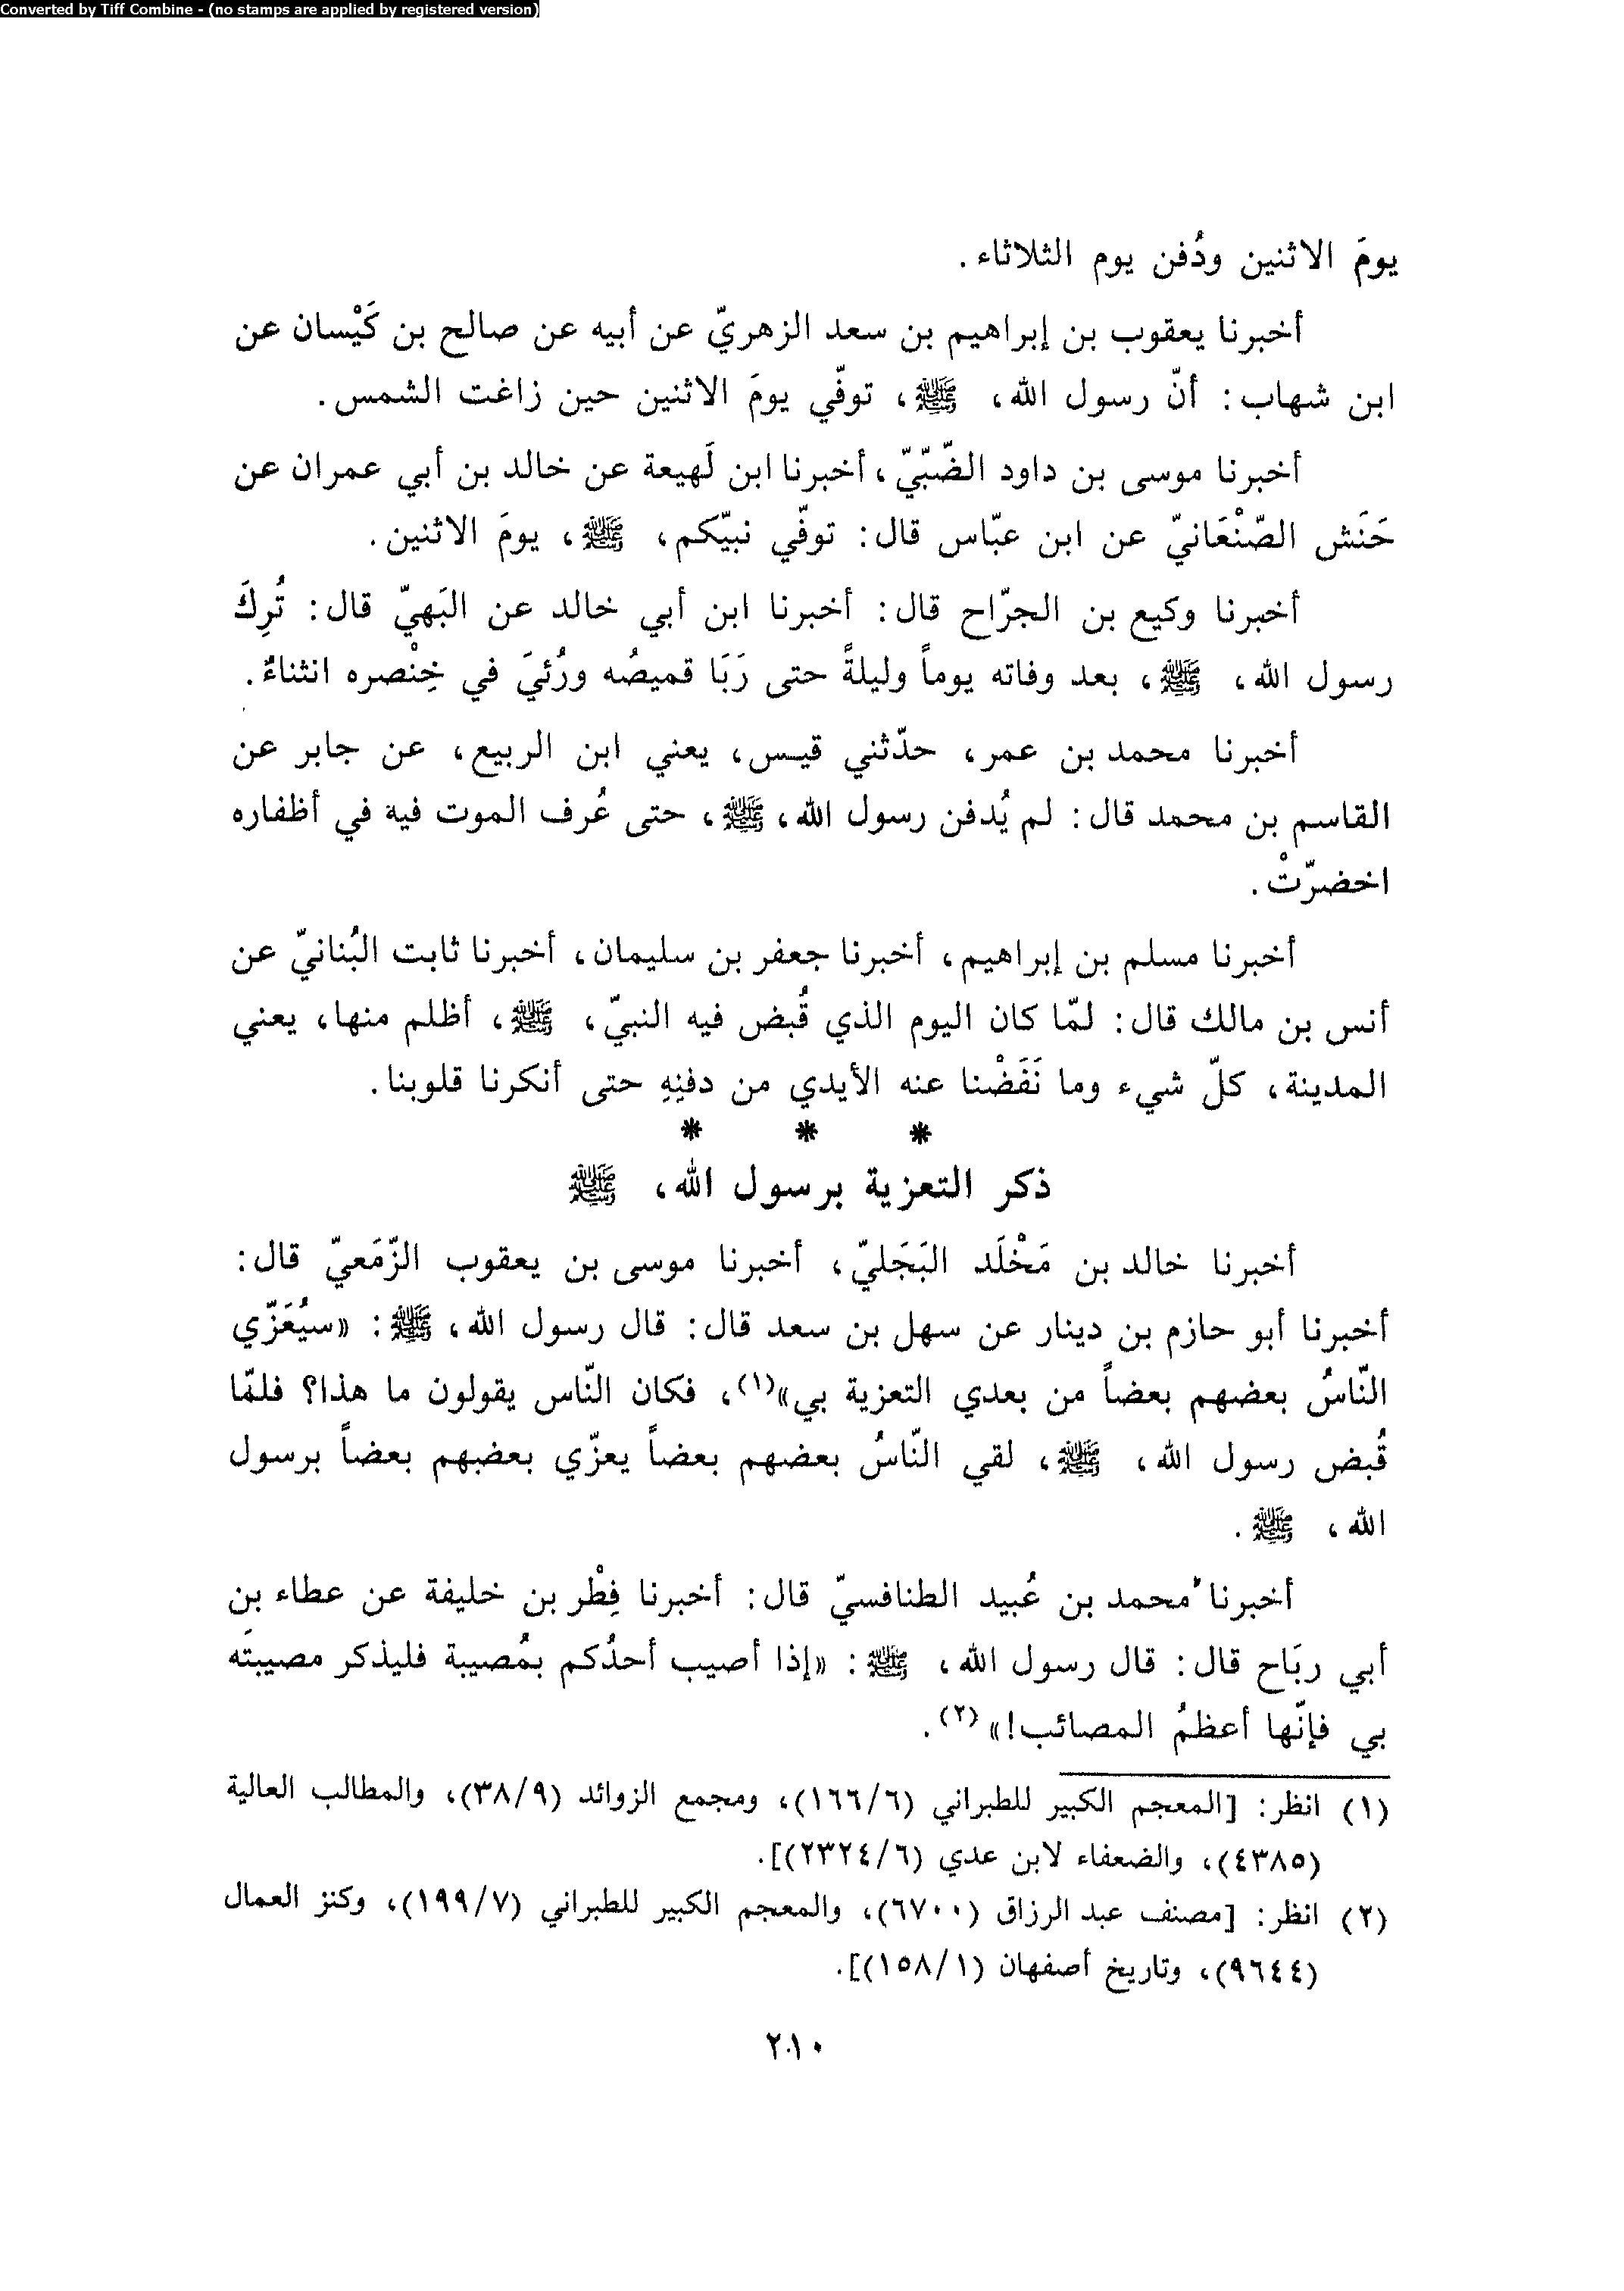 Converted by Tiff Combine - (no stamps are applied by registered version)
يومَ الاثنين ودُفن يوم الثلاثاء .
أخبرنا يعقوب بن إبراهيم بن سعد الزهريّ عن أبيه عن صالح بن كَيْسان عن
ابن شهاب : أنّ رسول الله، ﷺ، توفّي يومَ الاثنين حين زاغت الشمس .
أخبرنا موسى بن داود الضّبّيّ، أخبرنا ابن لَهيعة عن خالد بن أبي عمران عن
حَنَش الصّنْعَانيّ عن ابن عبّاس قال : توفّي نبيّكم، ﷺ، يومَ الاثنين .
أخبرنا وكيع بن الجرّاح قال : أخبرنا ابن أبي خالد عن البَهيّ قال : تُرِكَ
رسول الله، ﷺ، بعد وفاته يوماً وليلةً حتى رَبَا قميصُه ورُئيَ في خِنْصره انثناءٌ .
أخبرنا محمد بن عمر، حدّثني قيس، يعني ابن الربيع، عن جابر عن
القاسم بن محمد قال : لم يُدفن رسول الله، ﷺ، حتى عُرف الموت فيه في أظفاره
اخضرّتْ .
أخبرنا مسلم بن إبراهيم، أخبرنا جعفر بن سليمان، أخبرنا ثابت البُنانيّ عن
أنس بن مالك قال : لمّا كان اليوم الذي قُبض فيه النبيّ، ﷺ، أظلم منها، يعني
المدينة، كلّ شيء وما نَفَضْنا عنه الأيدي من دفنِهِ حتى أنكرنا قلوبنا .
* * *
ذكر التعزية برسول الله، ﷺ
أخبرنا خالد بن مَخْلَد البَجَليّ، أخبرنا موسى بن يعقوب الزّمَعيّ قال :
أخبرنا أبو حازم بن دينار عن سهل بن سعد قال : قال رسول الله، ﷺ : «سيُعَزّي
النّاسُ بعضهم بعضاً من بعدي التعزية بي»(١)، فكان النّاس يقولون ما هذا؟ فلمّا
قُبض رسول الله، ﷺ، لقي النّاسُ بعضهم بعضاً يعزّي بعضهم بعضاً برسول
الله، ﷺ .
أخبرنا محمد بن عُبيد الطنافسيّ قال : أخبرنا فِطْر بن خليفة عن عطاء بن
أبي ربَاح قال : قال رسول الله، ﷺ : «إذا أصيب أحدُكم بمُصيبة فليذكر مصيبتَه
بي فإنّها أعظمُ المصائب!»(٢) .
(١) انظر : [المعجم الكبير للطبراني (١٦٦/٦)، ومجمع الزوائد (٣٨/٩)، والمطالب العالية
(٤٣٨٥)، والضعفاء لابن عدي (٢٣٢٤/٦)].
(٢) انظر : [مصنف عبد الرزاق (٦٧٠٠)، والمعجم الكبير للطبراني (١٩٩/٧)، وكنز العمال
(٩٦٤٤)، وتاريخ أصفهان (١٥٨/١)].
٢١٠